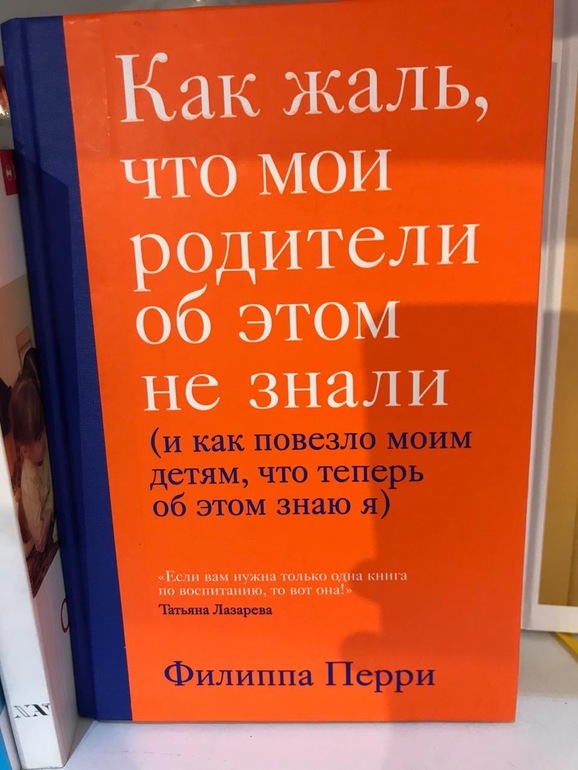 Как жаль,
что мои
родители
об этом
не знали
(и как повезло моим
детям, что теперь
об этом знаю я)
«Если вам нужна только одна книга
по воспитанию, то вот она!»
Татьяна Лазарева
Филиппа Перри